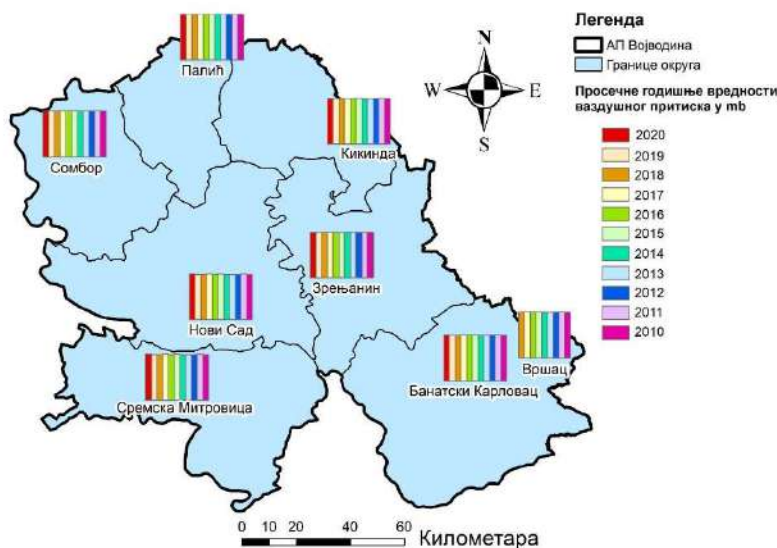 Палић
Сомбор
Кикинда
Зрењанин
Нови Сад
Вршац
Банатски Карловац
Сремска Митровица
N
W
E
S
Легенда
АП Војводина
Границе округа
Просечне годишње вредности
ваздушног притиска у mb
2020
2019
2018
2017
2016
2015
2014
2013
2012
2011
2010
0 10 20 40 60
Километара